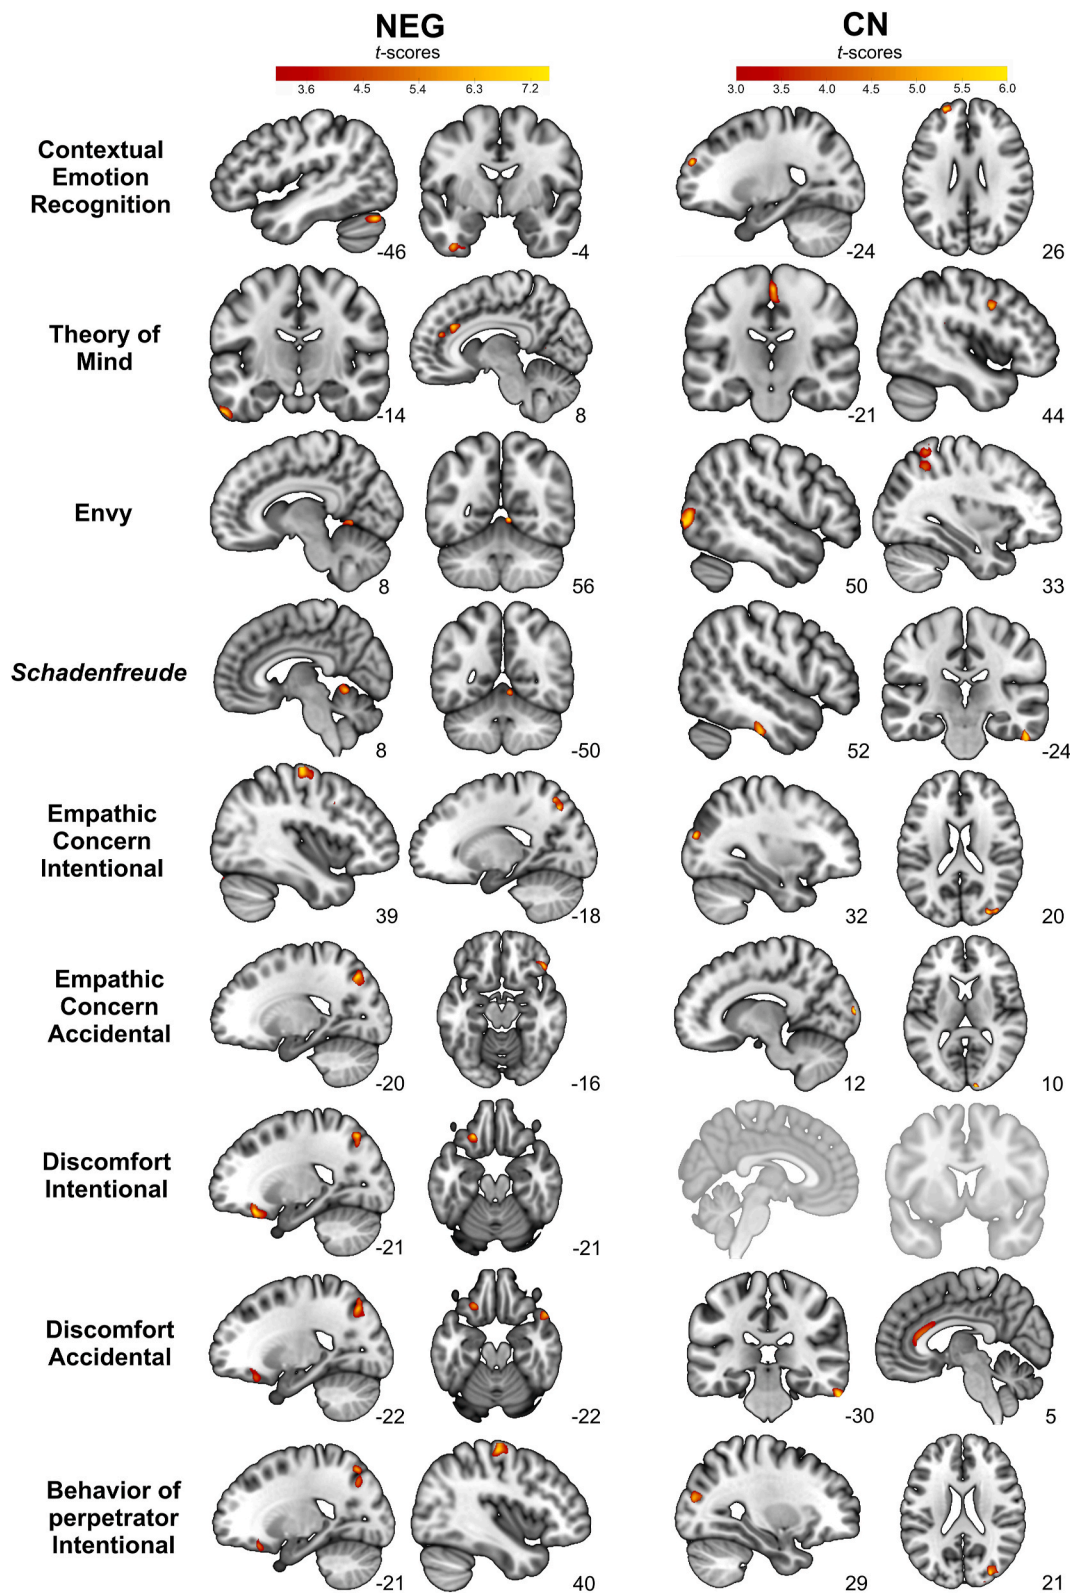 NEG CN
t-scores t-scores
3.6 4.5 5.4 6.3 7.2 3.0 3.5 4.0 4.5 5.0 5.5 6.0
Contextual
Emotion
Recognition
-46 -4 -24 26
Theory of
Mind
-14 8 -21 44
Envy
8 56 50 33
Schadenfreude
8 -50 52 -24
Empathic
Concern
Intentional
39 -18 32 20
Empathic
Concern
Accidental
-20 -16 12 10
Discomfort
Intentional
-21 -21
Discomfort
Accidental
-22 -22 -30 5
Behavior of
perpetrator
Intentional
-21 40 29 21